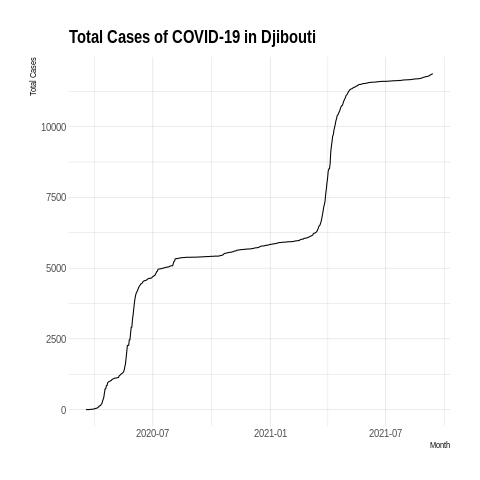 Total Cases of COVID-19 in Djibouti
Total Cases
10000
7500
5000
2500
0
2020-07 2021-01 2021-07
Month